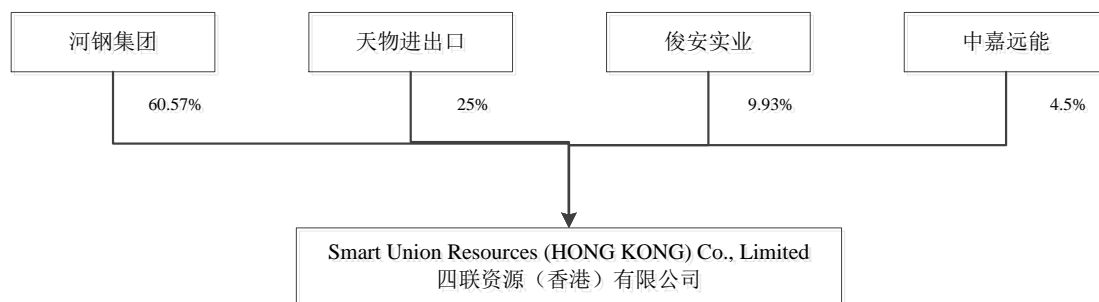 河钢集团
天物进出口
俊安实业
中嘉远能
60.57%
25%
9.93%
4.5%
Smart Union Resources (HONG KONG) Co., Limited
四联资源（香港）有限公司